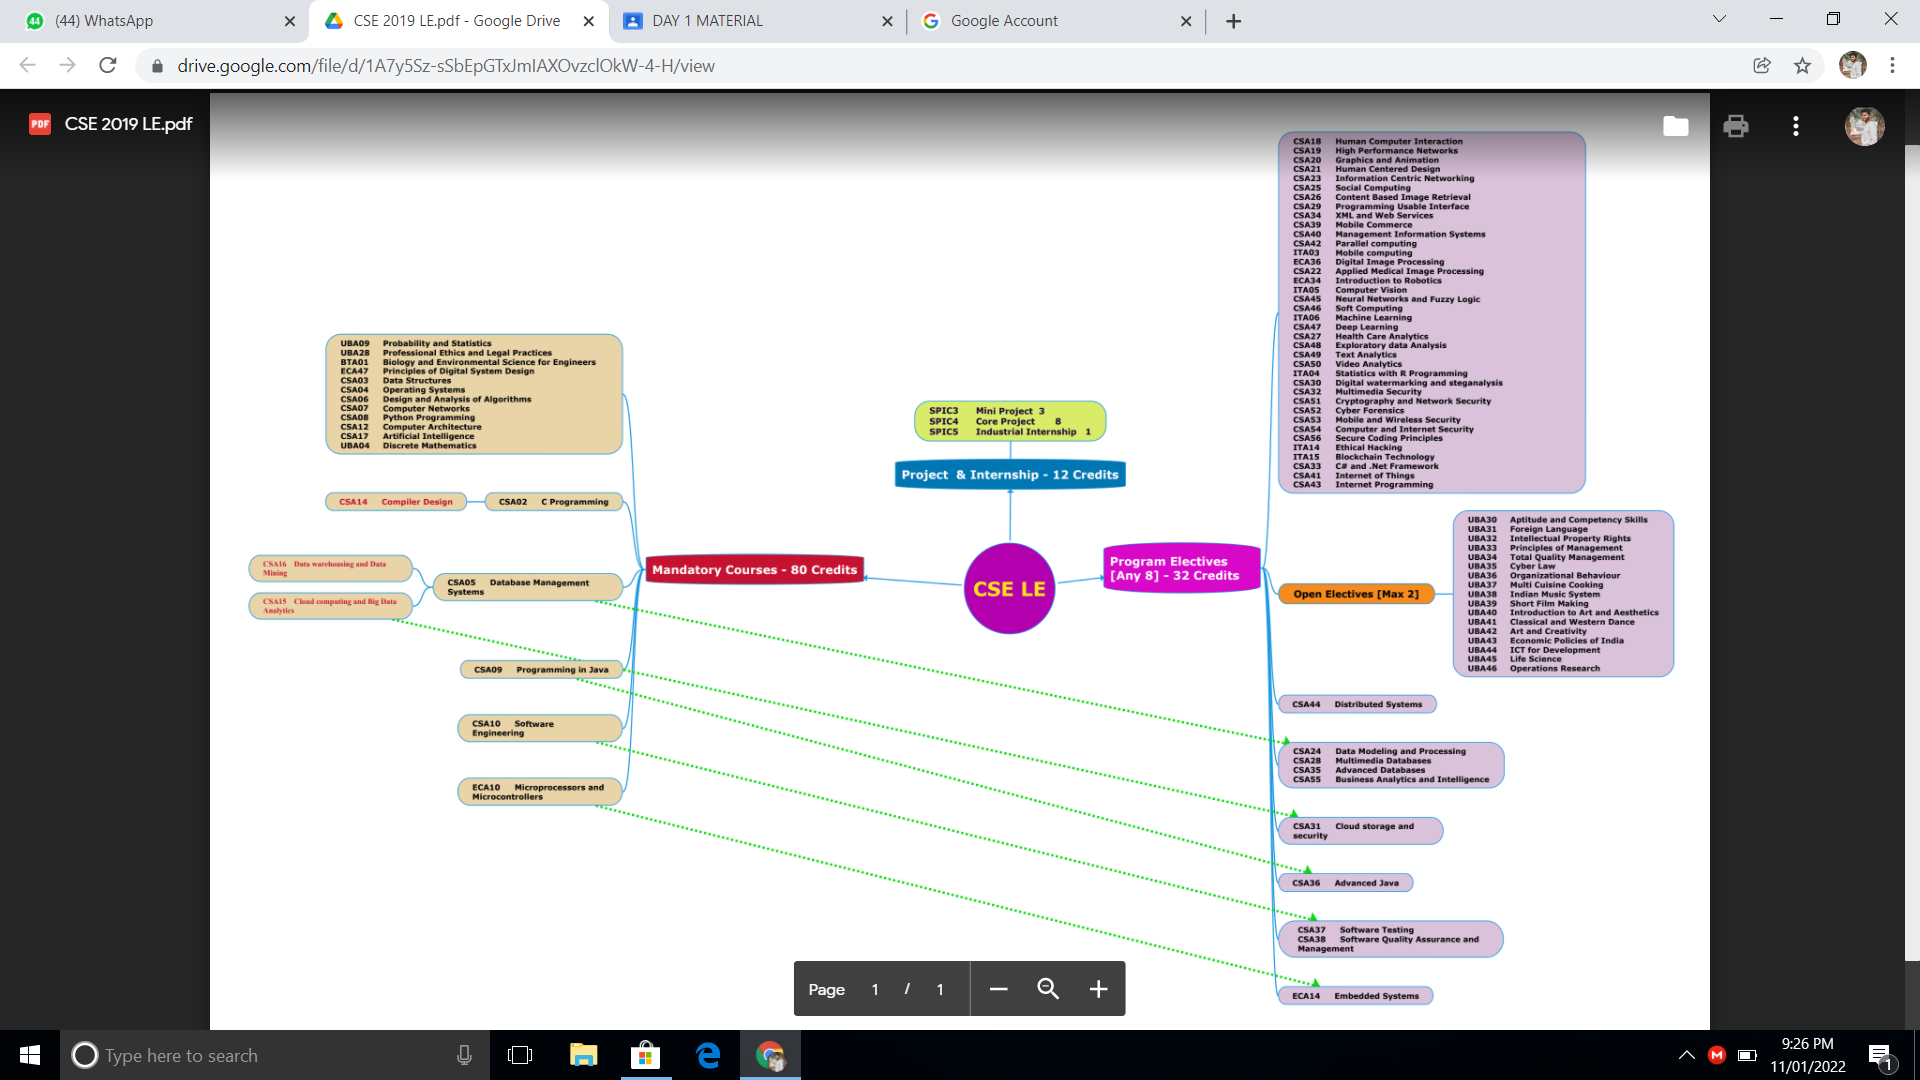 44
(44) WhatsApp
CSE 2019 LE.pdf - Google Drive
DAY 1 MATERIAL
Google Account
drive.google.com/file/d/1A7y5Sz-sSbEpGTxJmIAXOvzclOkW-4-H/view
PDF
CSE 2019 LE.pdf
CSA18 Human Computer Interaction
CSA19 High Performance Networks
CSA20 Graphics and Animation
CSA21 Human Centered Design
CSA23 Information Centric Networking
CSA25 Social Computing
CSA26 Content Based Image Retrieval
CSA29 Programming Usable Interface
CSA34 XML and Web Services
CSA39 Mobile Commerce
CSA40 Management Information Systems
CSA42 Parallel computing
ITA03 Mobile computing
ECA36 Digital Image Processing
CSA22 Applied Medical Image Processing
ECA34 Introduction to Robotics
ITA05 Computer Vision
CSA45 Neural Networks and Fuzzy Logic
CSA46 Soft Computing
ITA06 Machine Learning
CSA47 Deep Learning
CSA27 Health Care Analytics
CSA48 Exploratory data Analysis
CSA49 Text Analytics
CSA50 Video Analytics
ITA04 Statistics with R Programming
CSA30 Digital watermarking and steganalysis
CSA32 Multimedia Security
CSA51 Cryptography and Network Security
CSA52 Cyber Forensics
CSA53 Mobile and Wireless Security
CSA54 Computer and Internet Security
CSA56 Secure Coding Principles
ITA14 Ethical Hacking
ITA15 Blockchain Technology
CSA33 C# and .Net Framework
CSA41 Internet of Things
CSA43 Internet Programming
UBA09 Probability and Statistics
UBA28 Professional Ethics and Legal Practices
BTA01 Biology and Environmental Science for Engineers
ECA47 Principles of Digital System Design
CSA03 Data Structures
CSA04 Operating Systems
CSA06 Design and Analysis of Algorithms
CSA07 Computer Networks
CSA08 Python Programming
CSA12 Computer Architecture
CSA17 Artificial Intelligence
UBA04 Discrete Mathematics
SPIC3 Mini Project 3
SPIC4 Core Project 8
SPIC5 Industrial Internship 1
Project & Internship - 12 Credits
CSA14 Compiler Design
CSA02 C Programming
CSA16 Data warehousing and Data
Mining
CSA15 Cloud computing and Big Data
Analytics
CSA05 Database Management
Systems
Mandatory Courses - 80 Credits
CSE LE
Program Electives
[Any 8] - 32 Credits
Open Electives [Max 2]
UBA30 Aptitude and Competency Skills
UBA31 Foreign Language
UBA32 Intellectual Property Rights
UBA33 Principles of Management
UBA34 Total Quality Management
UBA35 Cyber Law
UBA36 Organizational Behaviour
UBA37 Multi Cuisine Cooking
UBA38 Indian Music System
UBA39 Short Film Making
UBA40 Introduction to Art and Aesthetics
UBA41 Classical and Western Dance
UBA42 Art and Creativity
UBA43 Economic Policies of India
UBA44 ICT for Development
UBA45 Life Science
UBA46 Operations Research
CSA09 Programming in Java
CSA10 Software
Engineering
ECA10 Microprocessors and
Microcontrollers
CSA44 Distributed Systems
CSA24 Data Modeling and Processing
CSA28 Multimedia Databases
CSA35 Advanced Databases
CSA55 Business Analytics and Intelligence
CSA31 Cloud storage and
security
CSA36 Advanced Java
CSA37 Software Testing
CSA38 Software Quality Assurance and
Management
ECA14 Embedded Systems
Page 1 / 1
Type here to search
9:26 PM
11/01/2022
1